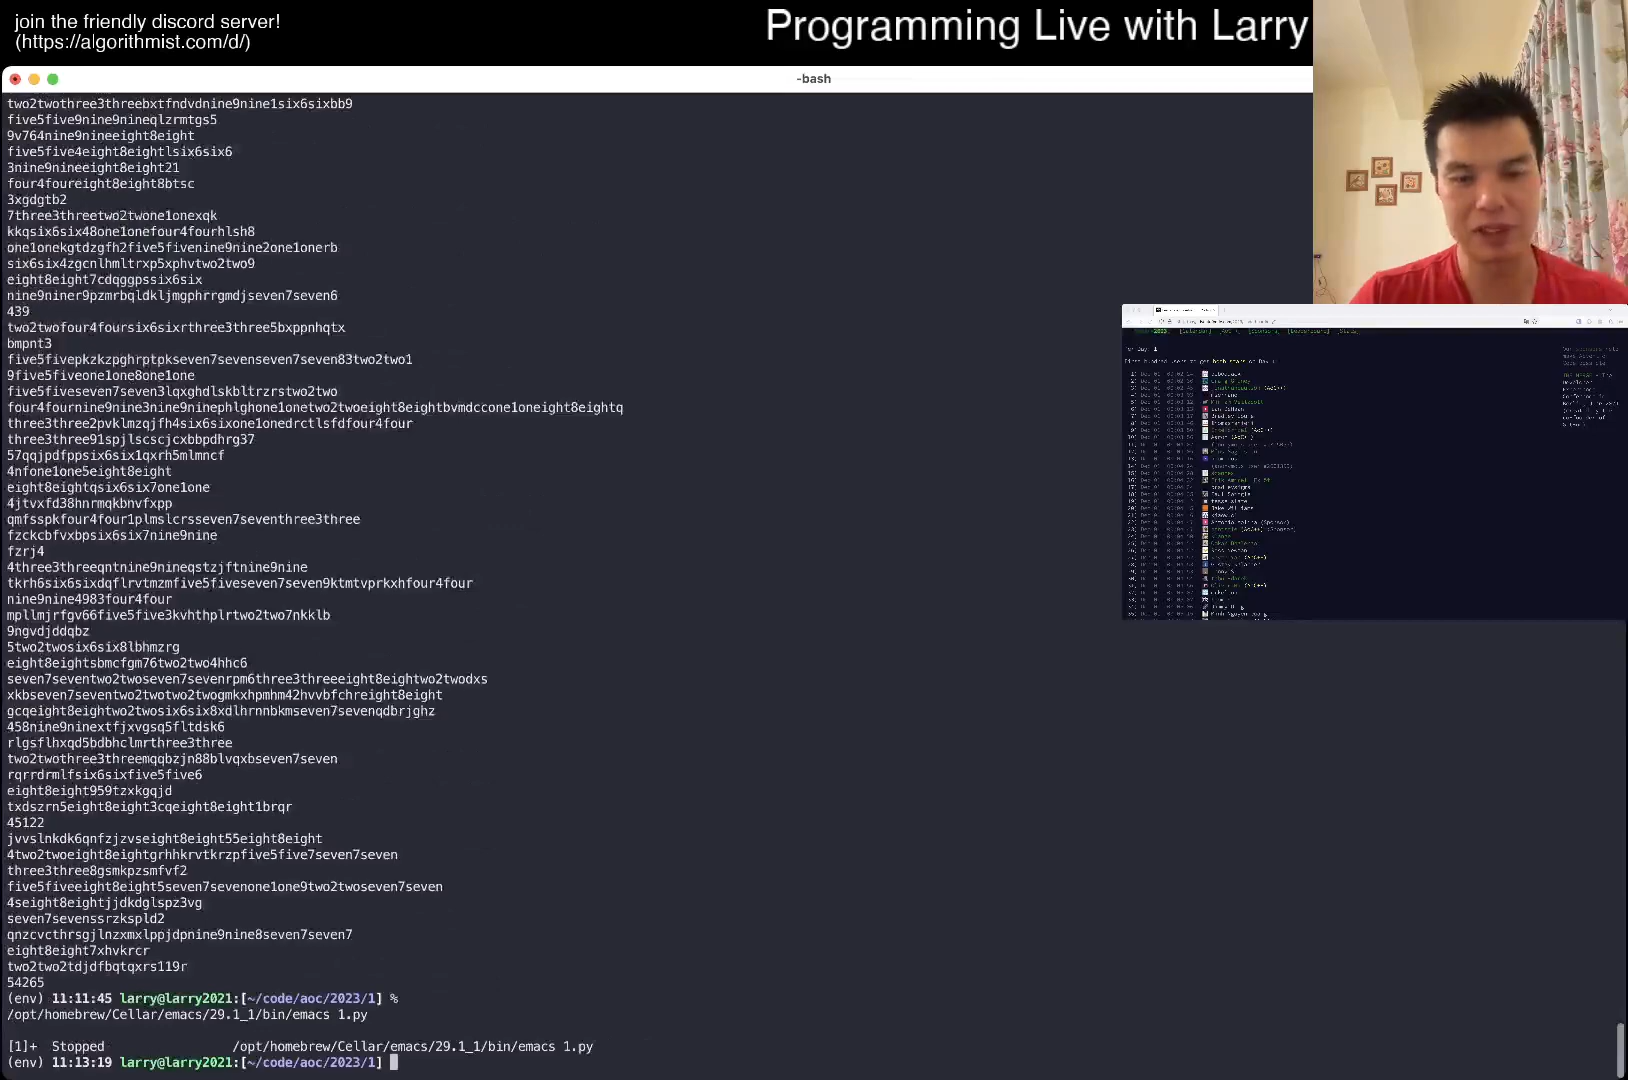 join the friendly discord server!
(https://algorithmist.com/d/)
Programming Live with Larry
-bash
two2twothree3threebxtfndvdnine9nine1six6sixbb9
five5five9nine9nineqlzrmtgs5
9v764nine9nineeight8eight
five5five4eight8eightlsix6six6
3nine9nineeight8eight21
four4foureight8eight8btsc
3xgdgtb2
7three3threetwo2twone1onexqk
kkqsix6six48one1onefour4fourhlsh8
one1onekgtdzgfh2five5fivenine9nine2one1onerb
six6six4zgcnlhmltrxp5xphvtwo2two9
eight8eight7cdqggpssix6six
nine9niner9pzmrbqldkljmgphrrgmdjseven7seven6
439
two2twofour4foursix6sixrthree3three5bxppnhqtx
bmpnt3
five5fivepkzkzpghrptpkseven7sevenseven7seven83two2two1
9five5fiveone1one8one1one
five5fiveseven7seven3lqxghdlskbltrzrstwo2two
four4fournine9nine3nine9ninephlghone1onetwo2twoeight8eightbvmdccone1oneeight8eightq
three3three2pvklmzqjfh4six6sixone1onedrctlsfdfour4four
three3three91spjlscscjcxbbpdhrg37
57qqjpdfppsix6six1qxrh5mlmncf
4nfone1one5eight8eight
eight8eightqsix6six7one1one
4jtvxfd38hnrmqkbnvfxpp
qmfsspkfour4four1plmslcrsseven7seventhree3three
fzckcbfvxbpsix6six7nine9nine
fzrj4
4three3threeqntnine9nineqstzjftnine9nine
tkrh6six6sixdqflrvtmzmfive5fiveseven7seven9ktmtvprkxhfour4four
nine9nine4983four4four
mpllmjrfgv66five5five3kvhthplrtwo2two7nkklb
9ngvdjddqbz
5two2twosix6six8lbhmzrg
eight8eightsbmcfgm76two2two4hhc6
seven7seventwo2twoseven7sevenrpm6three3threeeight8eightwo2twodxs
xkbseven7seventwo2twotwo2twogmkxhpmhm42hvvbfchreight8eight
gcqeight8eightwo2twosix6six8xdlhrnnbkmseven7sevenqdbrjghz
458nine9ninextfjxvgsq5fltdsk6
rlgsflhxqd5bdbhclmrthree3three
two2twothree3threemqqbzjn88blvqxbseven7seven
rqrrdrmlfsix6sixfive5five6
eight8eight959tzxkgqjd
txdszrn5eight8eight3cqeight8eight1brqr
45122
jvvslnkdk6qnfzjzvseight8eight55eight8eight
4two2twoeight8eightgrhhkrvtkrzpfive5five7seven7seven
three3three8gsmkpzsmfvf2
five5fiveeight8eight5seven7sevenone1one9two2twoseven7seven
4seight8eightjjdkdglspz3vg
seven7sevenssrzkspld2
qnzcvcthrsgjlnzxmxlppjdpnine9nine8seven7seven7
eight8eight7xhvkrcr
two2two2tdjdfbqtqxrs119r
54265
(env) 11:11:45 larry@larry2021:[~/code/aoc/2023/1] %
/opt/homebrew/Cellar/emacs/29.1_1/bin/emacs 1.py
[1]+  Stopped                 /opt/homebrew/Cellar/emacs/29.1_1/bin/emacs 1.py
(env) 11:13:19 larry@larry2021:[~/code/aoc/2023/1]